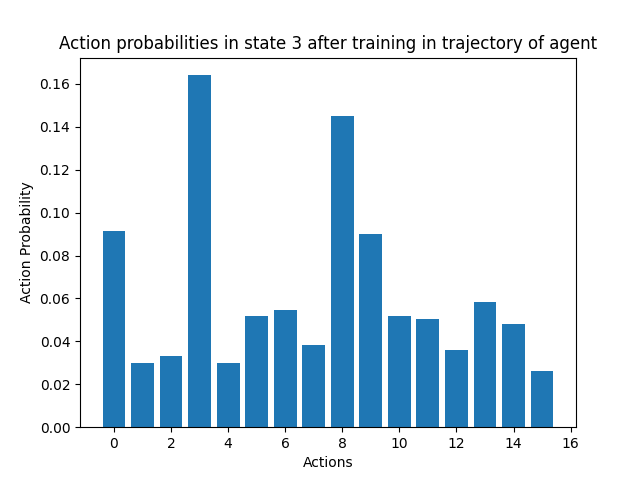 Action probabilities in state 3 after training in trajectory of agent
0.16
0.14
0.12
0.10
0.08
0.06
0.04
0.02
0.00
Action Probability
0 2 4 6 8 10 12 14 16
Actions